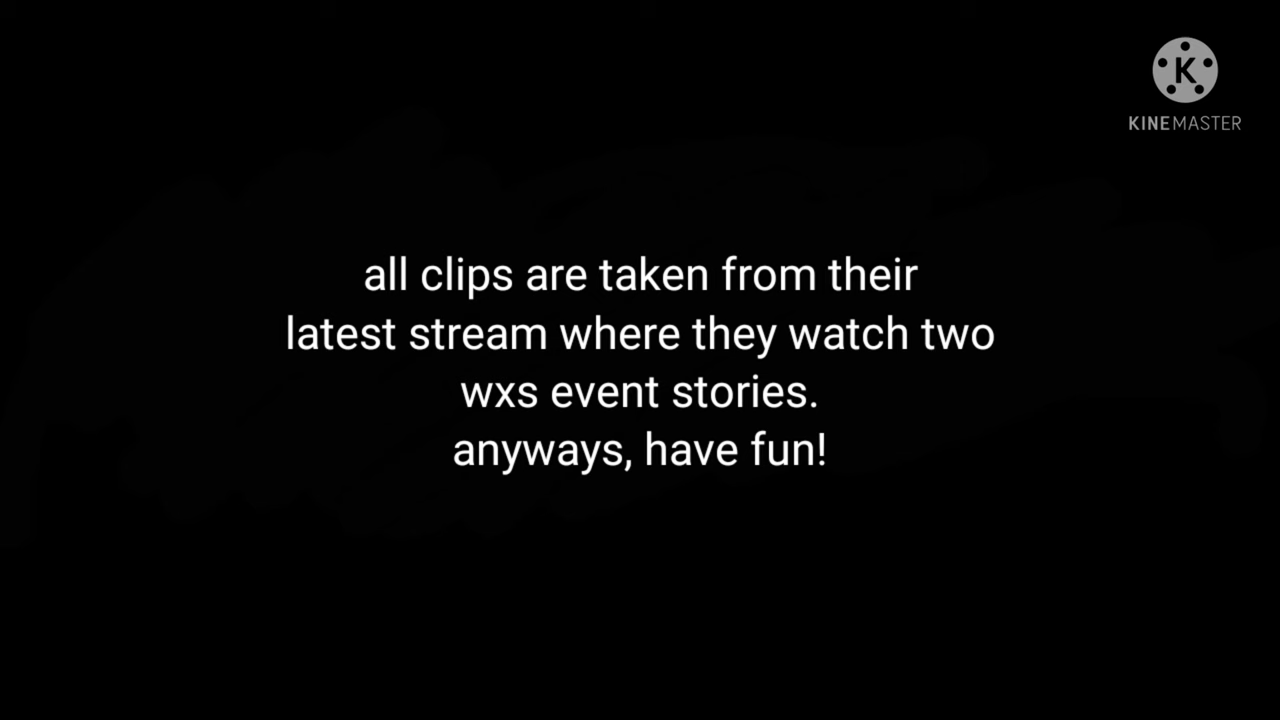 K
KINEMASTER
all clips are taken from their
latest stream where they watch two
wxs event stories.
anyways, have fun!